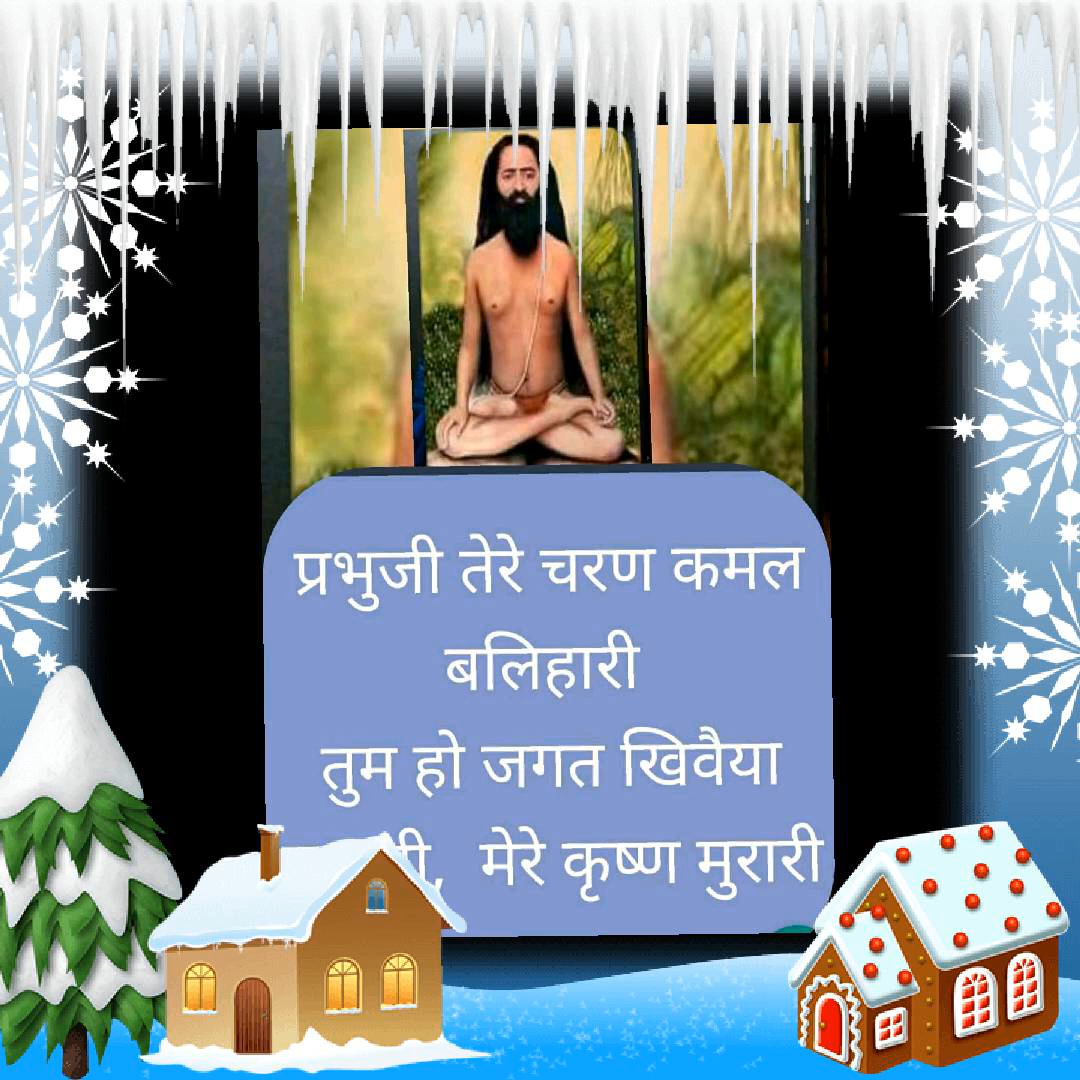 प्रभुजी तेरे चरण कमल
बलिहारी
तुम हो जगत खिवैया
मेरे कृष्ण मुरारी